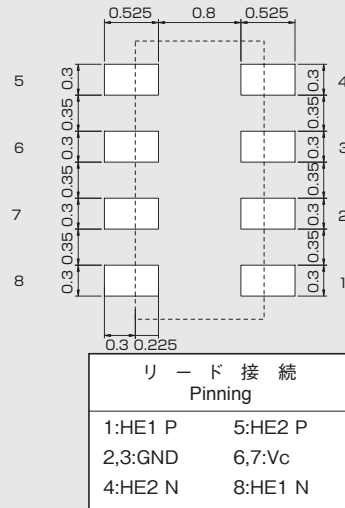 0.525 0.8 0.525
5 0.3 0.3 4
0.35 0.35
6 0.3 0.3 3
0.35 0.35
7 0.3 0.3 2
0.35 0.35
8 0.3 0.3 1
0.3 0.225
リ ー ド 接 続
Pinning
1:HE1 P 5:HE2 P
2,3:GND 6,7:Vc
4:HE2 N 8:HE1 N